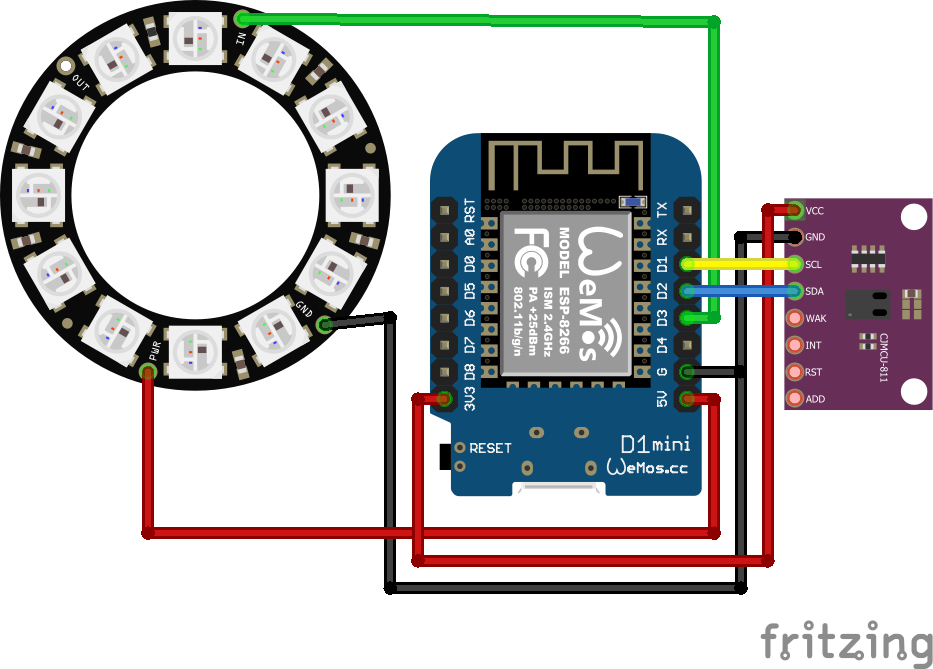 IN
OUT
GND
PWR
RST
A0
D0
D5
D6
D7
D8
3V3
TX
RX
D1
D2
D3
D4
G
5V
WeMos
MODEL ESP-8266
ISM 2.4GHz
PA +25dBm
802.11b/g/n
FC
RESET
D1mini
WeMos.cc
VCC
GND
SCL
SDA
WAK
INT
RST
ADD
CJMCU-811
fritzing